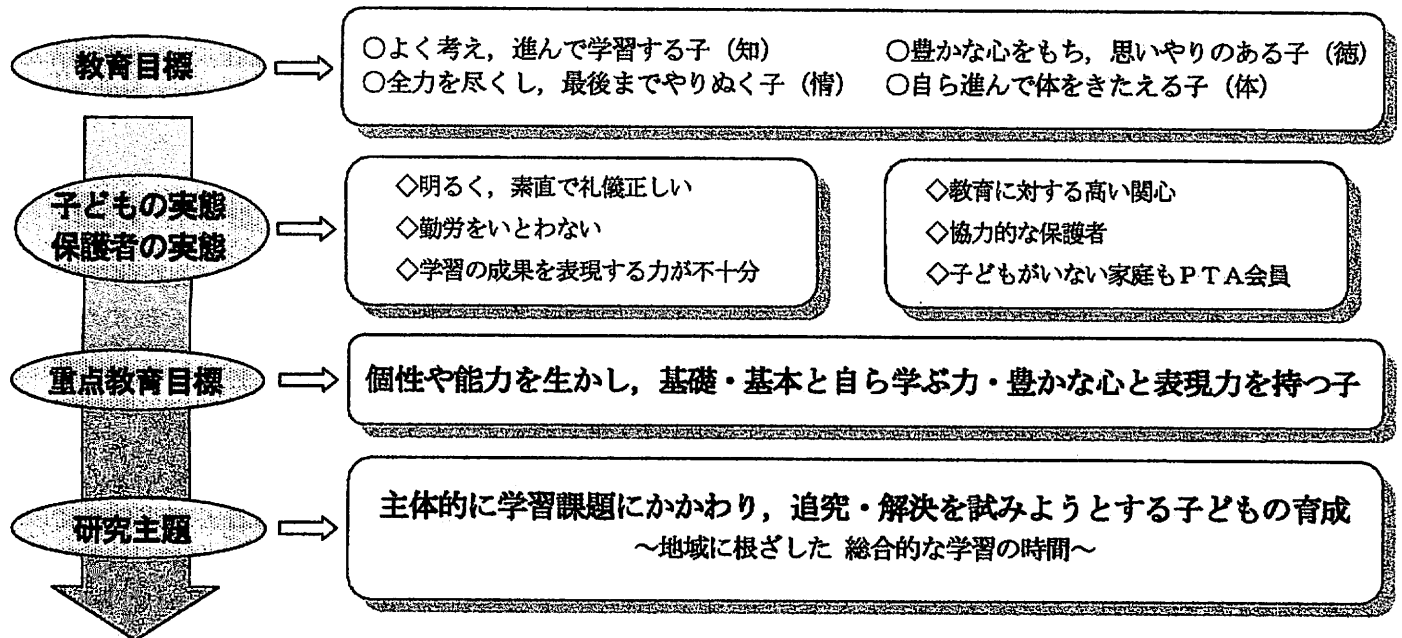 教育目標
○よく考え，進んで学習する子（知）　○豊かな心をもち，思いやりのある子（徳）
○全力を尽くし，最後までやりぬく子（情）　○自ら進んで体をきたえる子（体）
子どもの実態
保護者の実態
◇明るく，素直で礼儀正しい
◇勤労をいとわない
◇学習の成果を表現する力が不十分
◇教育に対する高い関心
◇協力的な保護者
◇子どもがいない家庭もＰＴＡ会員
重点教育目標
個性や能力を生かし，基礎・基本と自ら学ぶ力・豊かな心と表現力を持つ子
研究主題
主体的に学習課題にかかわり，追究・解決を試みようとする子どもの育成
～地域に根ざした 総合的な学習の時間～